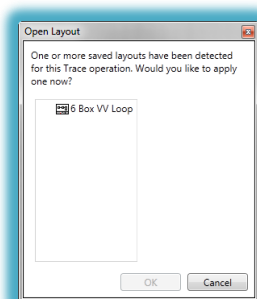 Open Layout
One or more saved layouts have been detected
for this Trace operation. Would you like to apply
one now?
6 Box VV Loop
OK
Cancel